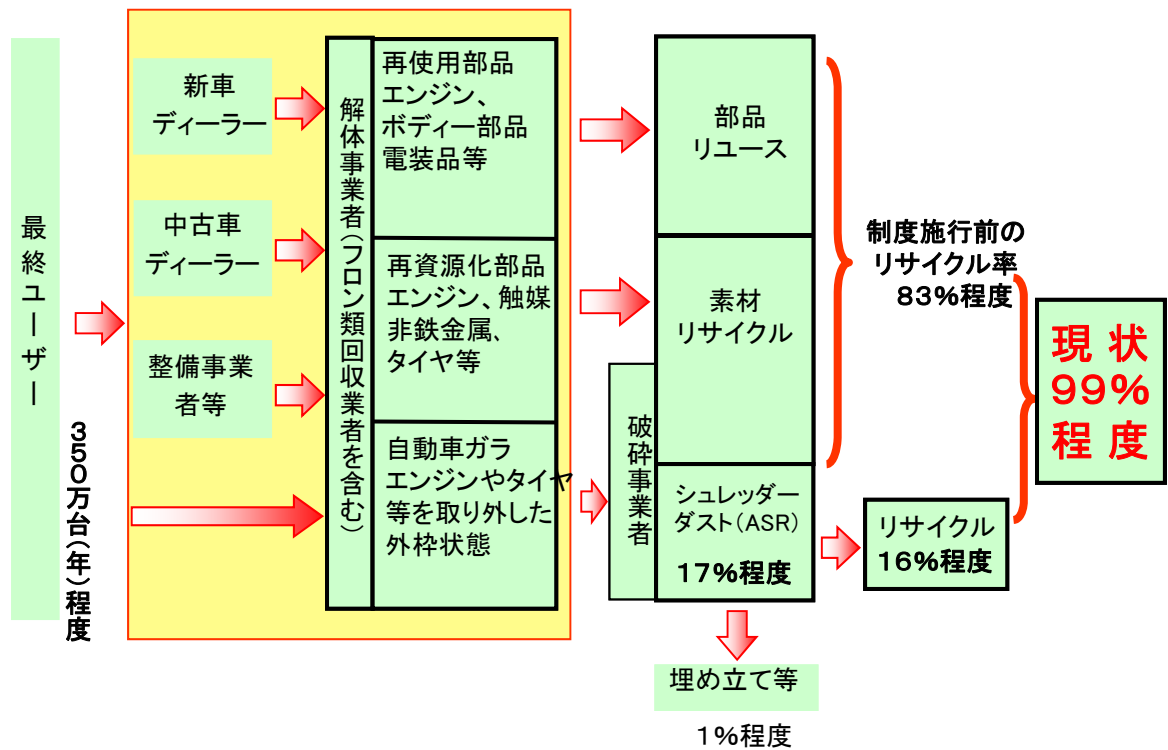 最終ユーザー
350万台(年)程度
新車
ディーラー
中古車
ディーラー
整備事業
者等
解体事業者(フロン類回収業者を含む)
再使用部品
エンジン、
ボディー部品
電装品等
再資源化部品
エンジン、触媒
非鉄金属、
タイヤ等
自動車ガラ
エンジンやタイヤ
等を取り外した
外枠状態
破砕事業者
部品
リユース
素材
リサイクル
シュレッダー
ダスト(ASR)
17%程度
埋め立て等
1%程度
制度施行前の
リサイクル率
83%程度
リサイクル
16%程度
現状
99%
程度